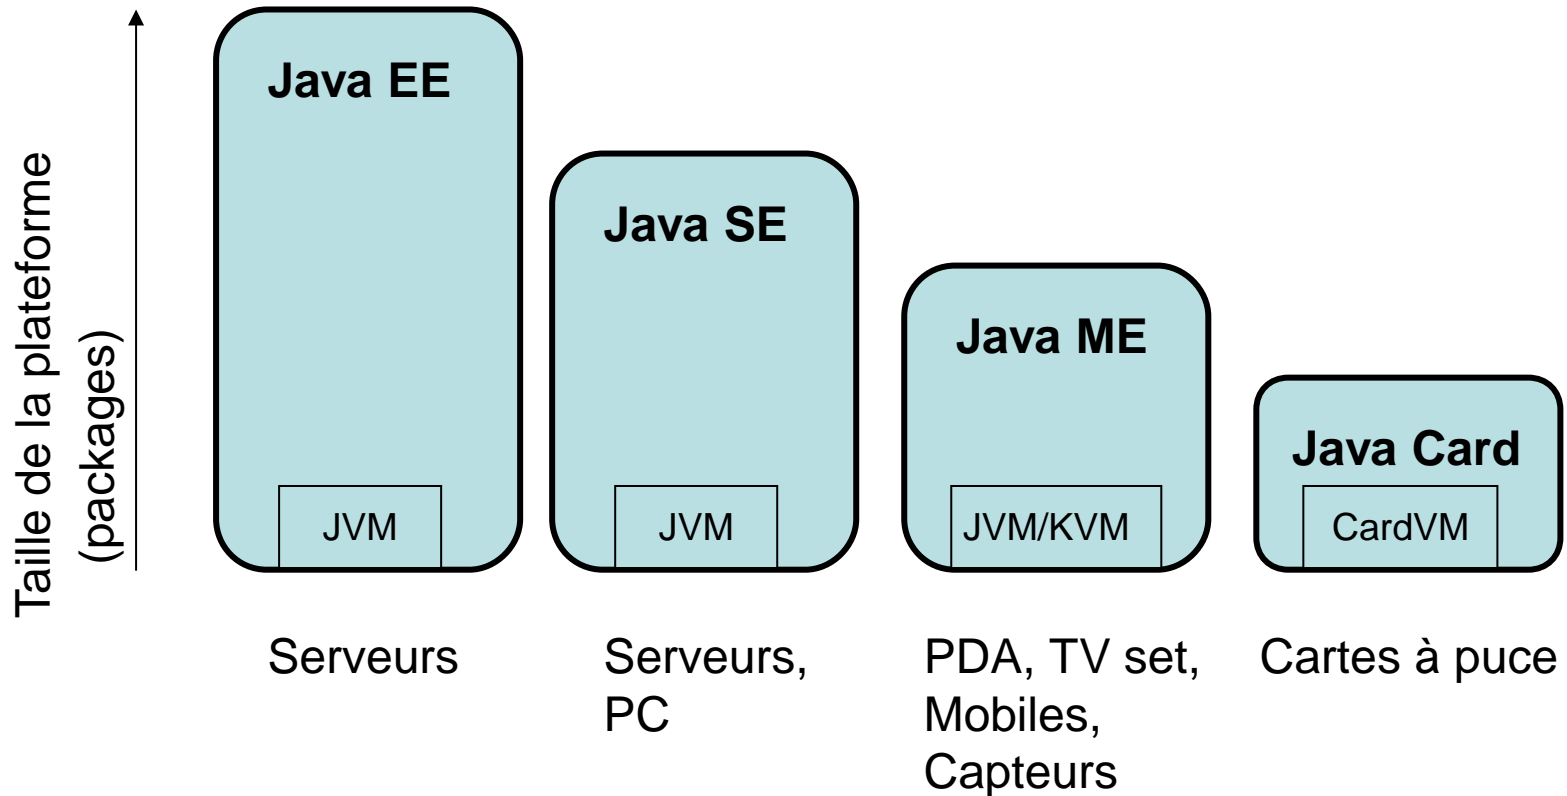 Taille de la plateforme
(packages)
Java EE
JVM
Serveurs
Java SE
JVM
Serveurs,
PC
Java ME
JVM/KVM
PDA, TV set,
Mobiles,
Capteurs
Java Card
CardVM
Cartes à puce